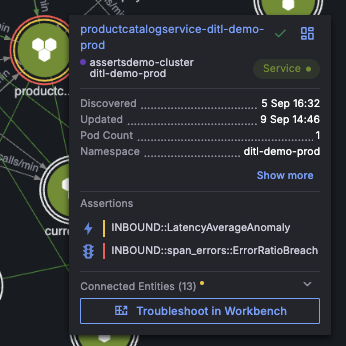 productcatalogservice-ditl-demo-
prod
assertsdemo-cluster
ditl-demo-prod
Service
Discovered 5 Sep 16:32
Updated 9 Sep 14:46
Pod Count 1
Namespace ditl-demo-prod
Show more
Assertions
INBOUND::LatencyAverageAnomaly
INBOUND::span_errors::ErrorRatioBreach
Connected Entities (13)
Troubleshoot in Workbench
productc...
calls/min
curre